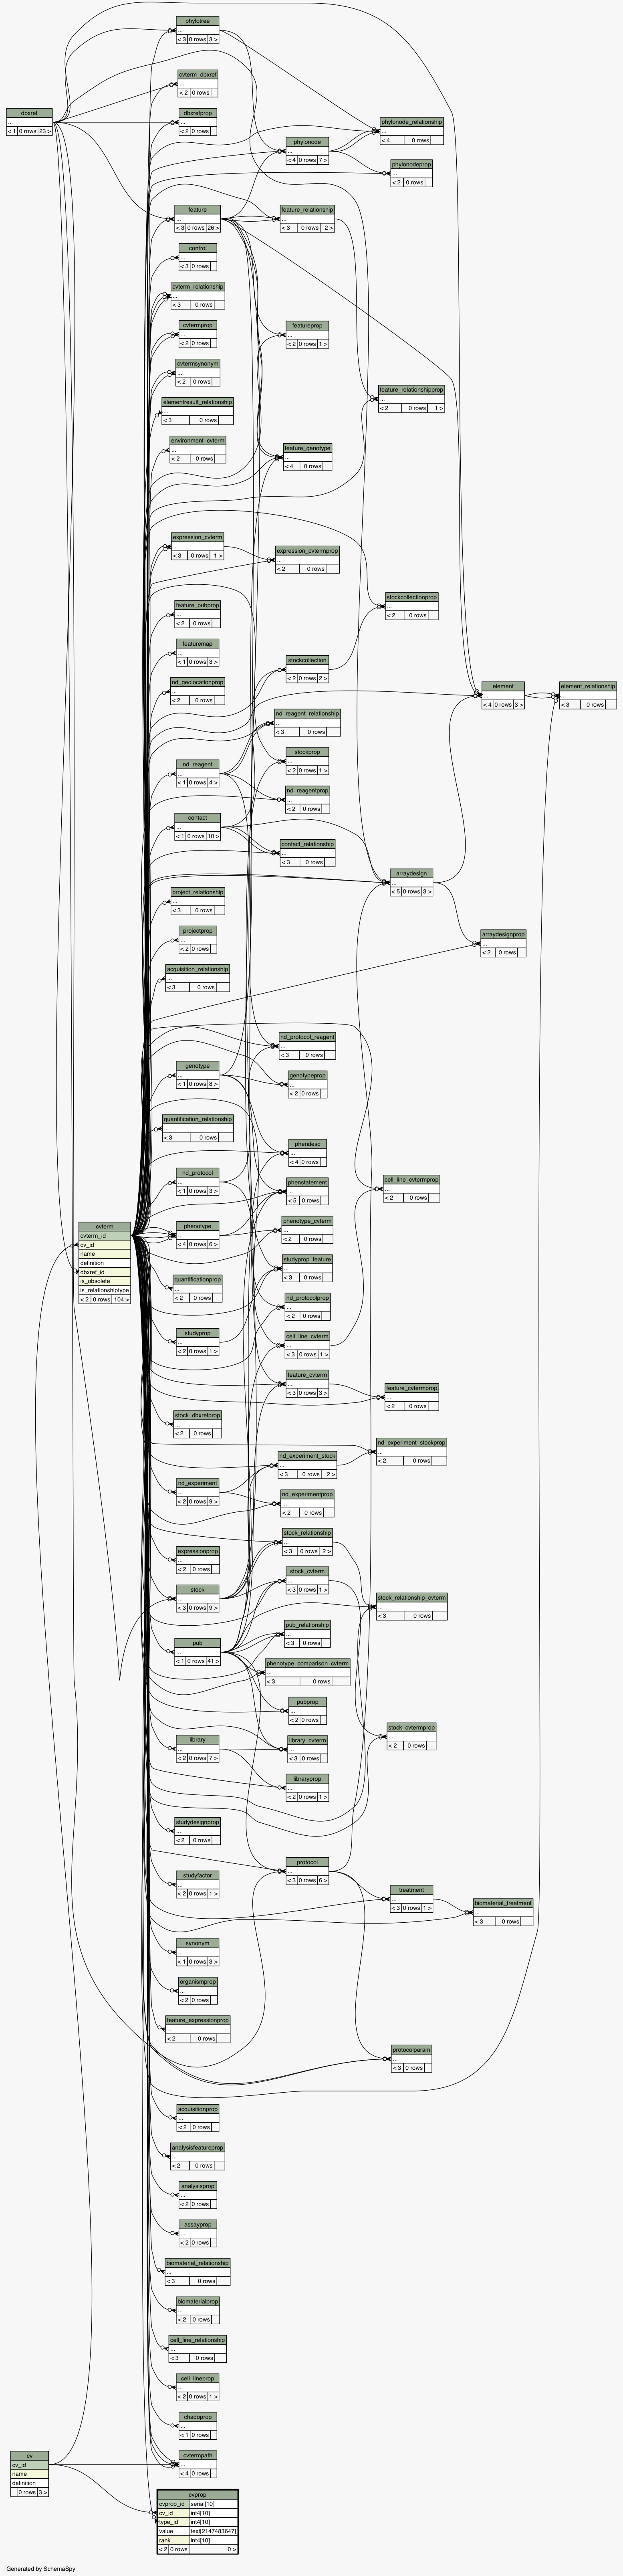 phylotree
...
< 3 0 rows 3 >
cvterm_dbxref
...
< 2 0 rows
dbxref
...
< 1 0 rows 23 >
dbxrefprop
...
< 2 0 rows
phylonode_relationship
...
< 4 0 rows
phylonode
...
< 4 0 rows 7 >
phylonodeprop
...
< 2 0 rows
feature
...
< 3 0 rows 26 >
feature_relationship
...
< 3 0 rows 2 >
control
...
< 3 0 rows
cvterm_relationship
...
< 3 0 rows
cvtermprop
...
< 2 0 rows
featureprop
...
< 2 0 rows 1 >
cvtermsynonym
...
< 2 0 rows
feature_relationshipprop
...
< 2 0 rows 1 >
elementresult_relationship
...
< 3 0 rows
environment_cvterm
...
< 2 0 rows
feature_genotype
...
< 4 0 rows
expression_cvterm
...
< 3 0 rows 1 >
expression_cvtermprop
...
< 2 0 rows
stockcollectionprop
...
< 2 0 rows
feature_pubprop
...
< 2 0 rows
featuremap
...
< 1 0 rows 3 >
stockcollection
...
< 2 0 rows 2 >
nd_geolocationprop
...
< 2 0 rows
element
...
< 4 0 rows 3 >
element_relationship
...
< 3 0 rows
nd_reagent_relationship
...
< 3 0 rows
stockprop
...
< 2 0 rows 1 >
nd_reagent
...
< 1 0 rows 4 >
nd_reagentprop
...
< 2 0 rows
contact
...
< 1 0 rows 10 >
contact_relationship
...
< 3 0 rows
arraydesign
...
< 5 0 rows 3 >
project_relationship
...
< 3 0 rows
projectprop
...
< 2 0 rows
arraydesignprop
...
< 2 0 rows
acquisition_relationship
...
< 3 0 rows
nd_protocol_reagent
...
< 3 0 rows
genotype
...
< 1 0 rows 8 >
genotypeprop
...
< 2 0 rows
quantification_relationship
...
< 3 0 rows
phendesc
...
< 4 0 rows
nd_protocol
...
< 1 0 rows 3 >
phenstatement
...
< 5 0 rows
cell_line_cvtermprop
...
< 2 0 rows
cvterm
cvterm_id
cv_id
name
definition
dbxref_id
is_obsolete
is_relationshiptype
< 2 0 rows 104 >
phenotype
...
< 4 0 rows 6 >
phenotype_cvterm
...
< 2 0 rows
studyprop_feature
...
< 3 0 rows
quantificationprop
...
< 2 0 rows
nd_protocolprop
...
< 2 0 rows
studyprop
...
< 2 0 rows 1 >
cell_line_cvterm
...
< 3 0 rows 1 >
feature_cvterm
...
< 3 0 rows 3 >
feature_cvtermprop
...
< 2 0 rows
stock_dbxrefprop
...
< 2 0 rows
nd_experiment_stockprop
...
< 2 0 rows
nd_experiment_stock
...
< 3 0 rows 2 >
nd_experiment
...
< 2 0 rows 9 >
nd_experimentprop
...
< 2 0 rows
stock_relationship
...
< 3 0 rows 2 >
expressionprop
...
< 2 0 rows
stock_cvterm
...
< 3 0 rows 1 >
stock
...
< 3 0 rows 9 >
stock_relationship_cvterm
...
< 3 0 rows
pub_relationship
...
< 3 0 rows
pub
...
< 1 0 rows 41 >
phenotype_comparison_cvterm
...
< 3 0 rows
pubprop
...
< 2 0 rows
stock_cvtermprop
...
< 2 0 rows
library
...
< 2 0 rows 7 >
library_cvterm
...
< 3 0 rows
libraryprop
...
< 2 0 rows 1 >
studydesignprop
...
< 2 0 rows
protocol
...
< 3 0 rows 6 >
studyfactor
...
< 2 0 rows 1 >
treatment
...
< 3 0 rows 1 >
biomaterial_treatment
...
< 3 0 rows
synonym
...
< 1 0 rows 3 >
organismprop
...
< 2 0 rows
feature_expressionprop
...
< 2 0 rows
protocolparam
...
< 3 0 rows
acquisitionprop
...
< 2 0 rows
analysisfeatureprop
...
< 2 0 rows
analysisprop
...
< 2 0 rows
assayprop
...
< 2 0 rows
biomaterial_relationship
...
< 3 0 rows
biomaterialprop
...
< 2 0 rows
cell_line_relationship
...
< 3 0 rows
cell_lineprop
...
< 2 0 rows 1 >
chadoprop
...
< 1 0 rows
cv
cv_id
name
definition
0 rows 3 >
cvtermpath
...
< 4 0 rows
cvprop
cvprop_id serial[10]
cv_id int4[10]
type_id int4[10]
value text[2147483647]
rank int4[10]
< 2 0 rows 0 >
Generated by SchemaSpy